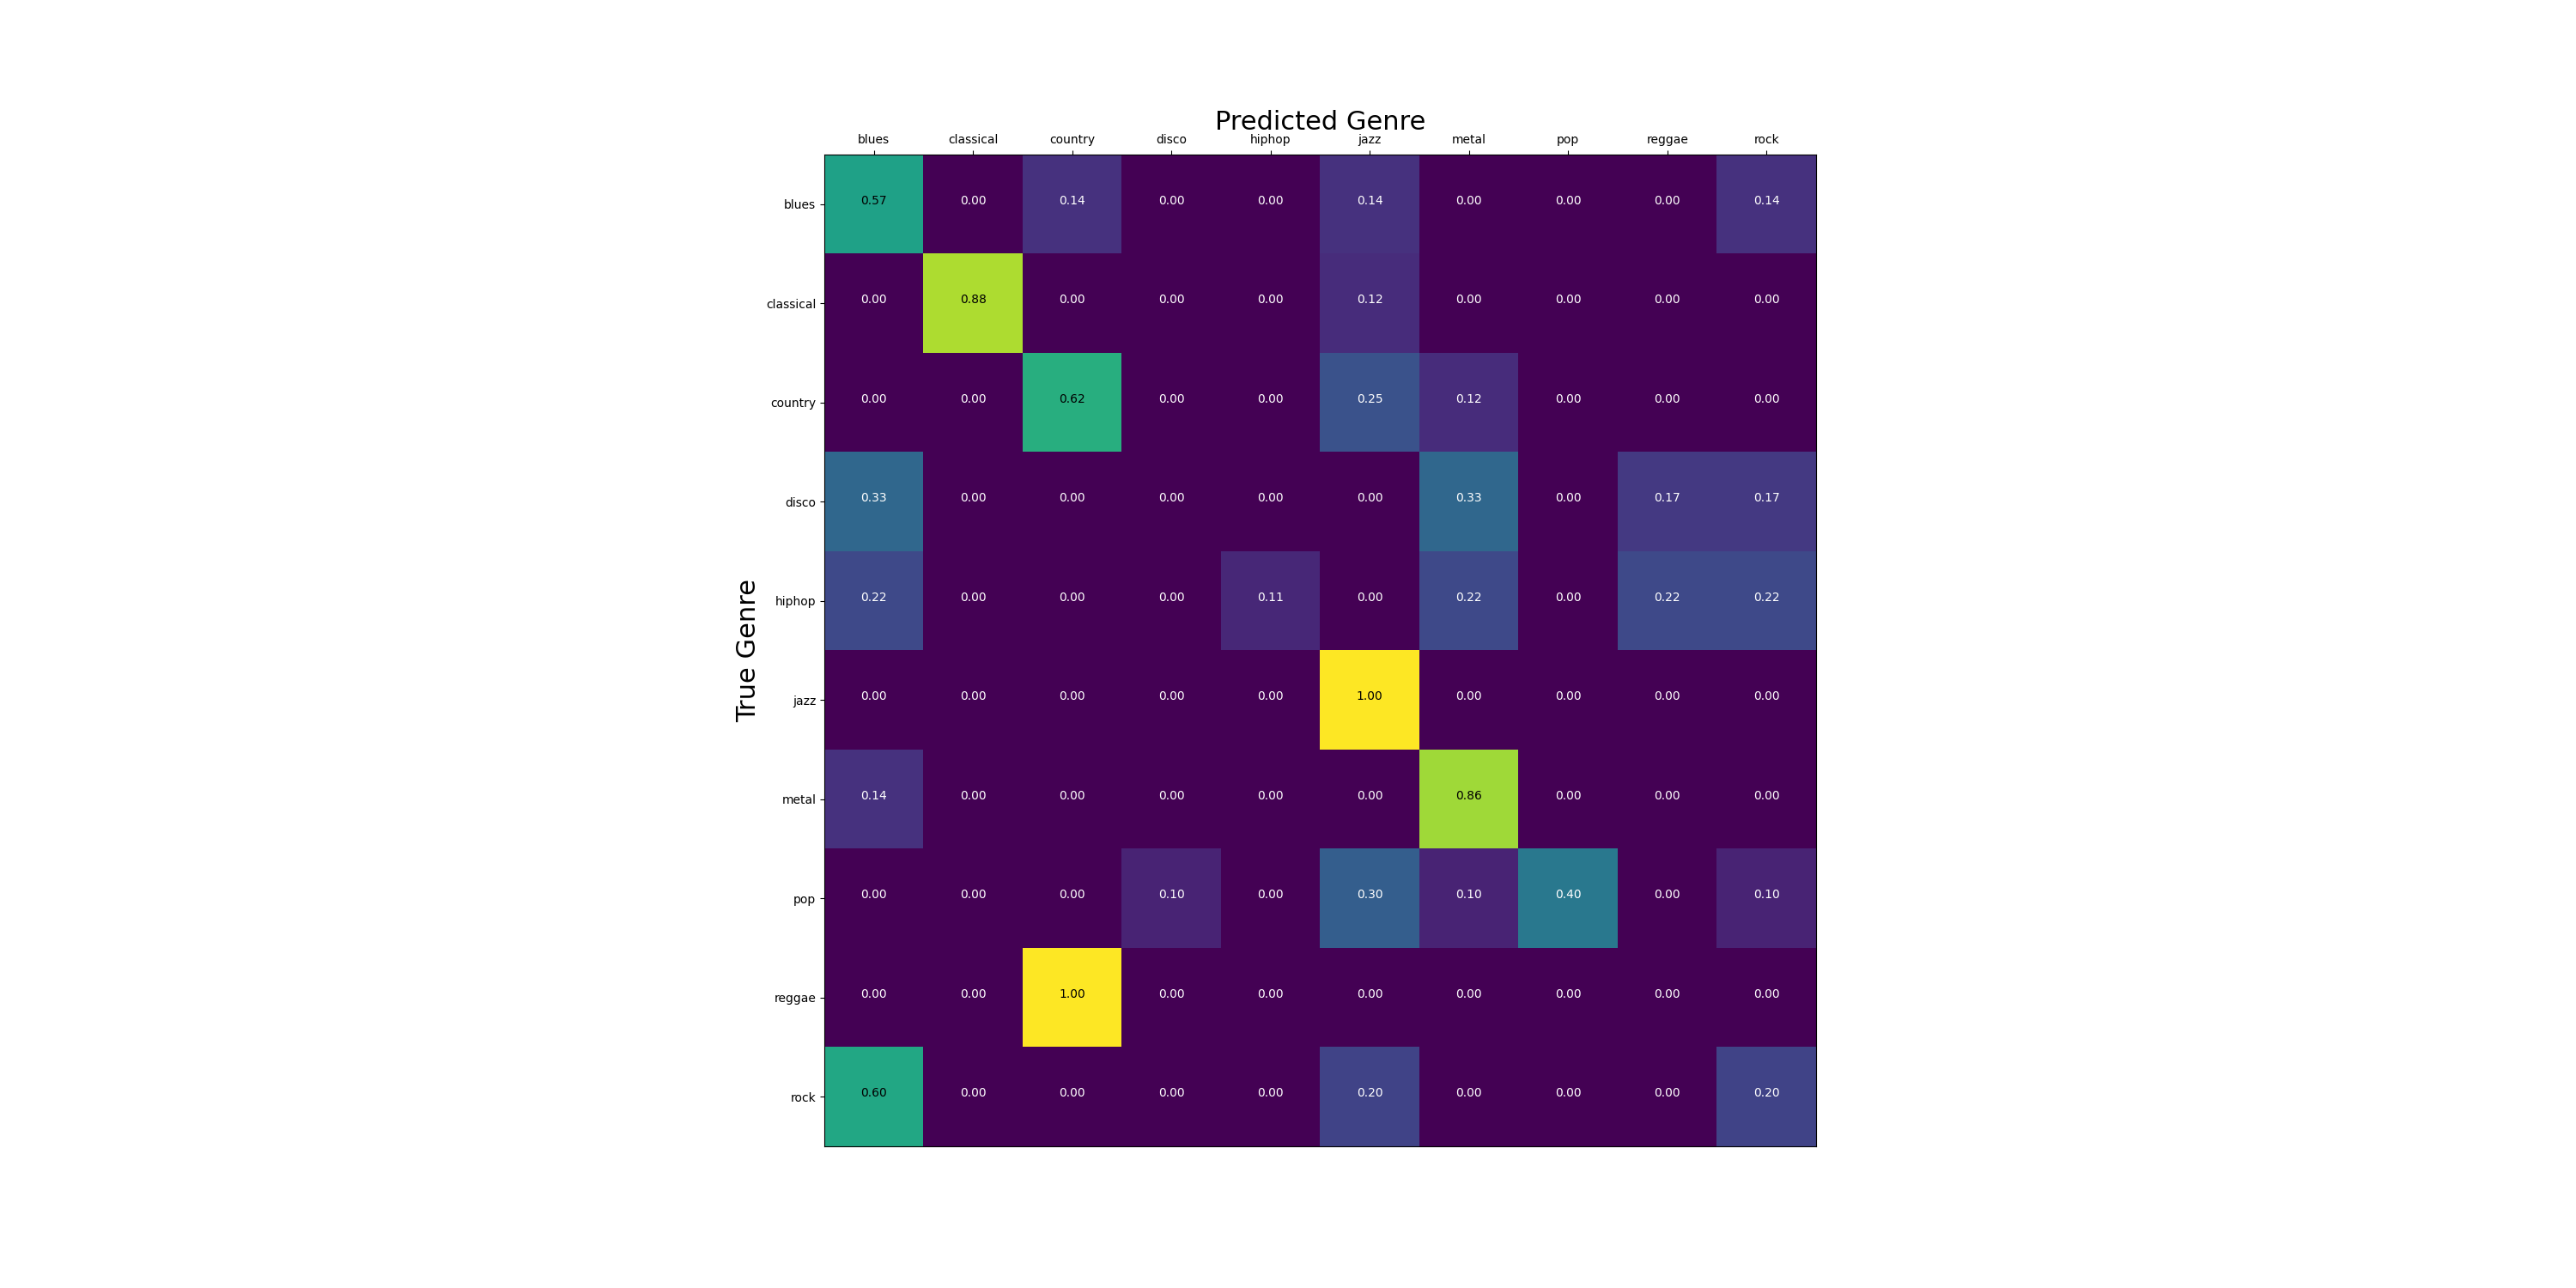 Predicted Genre
blues classical country disco hiphop jazz metal pop reggae rock
blues 0.57 0.00 0.14 0.00 0.00 0.14 0.00 0.00 0.00 0.14
classical 0.00 0.88 0.00 0.00 0.00 0.12 0.00 0.00 0.00 0.00
country 0.00 0.00 0.62 0.00 0.00 0.25 0.12 0.00 0.00 0.00
disco 0.33 0.00 0.00 0.00 0.00 0.00 0.33 0.00 0.17 0.17
hiphop 0.22 0.00 0.00 0.00 0.11 0.00 0.22 0.00 0.22 0.22
True Genre
jazz 0.00 0.00 0.00 0.00 0.00 1.00 0.00 0.00 0.00 0.00
metal 0.14 0.00 0.00 0.00 0.00 0.00 0.86 0.00 0.00 0.00
pop 0.00 0.00 0.00 0.10 0.00 0.30 0.10 0.40 0.00 0.10
reggae 0.00 0.00 1.00 0.00 0.00 0.00 0.00 0.00 0.00 0.00
rock 0.60 0.00 0.00 0.00 0.00 0.20 0.00 0.00 0.00 0.20